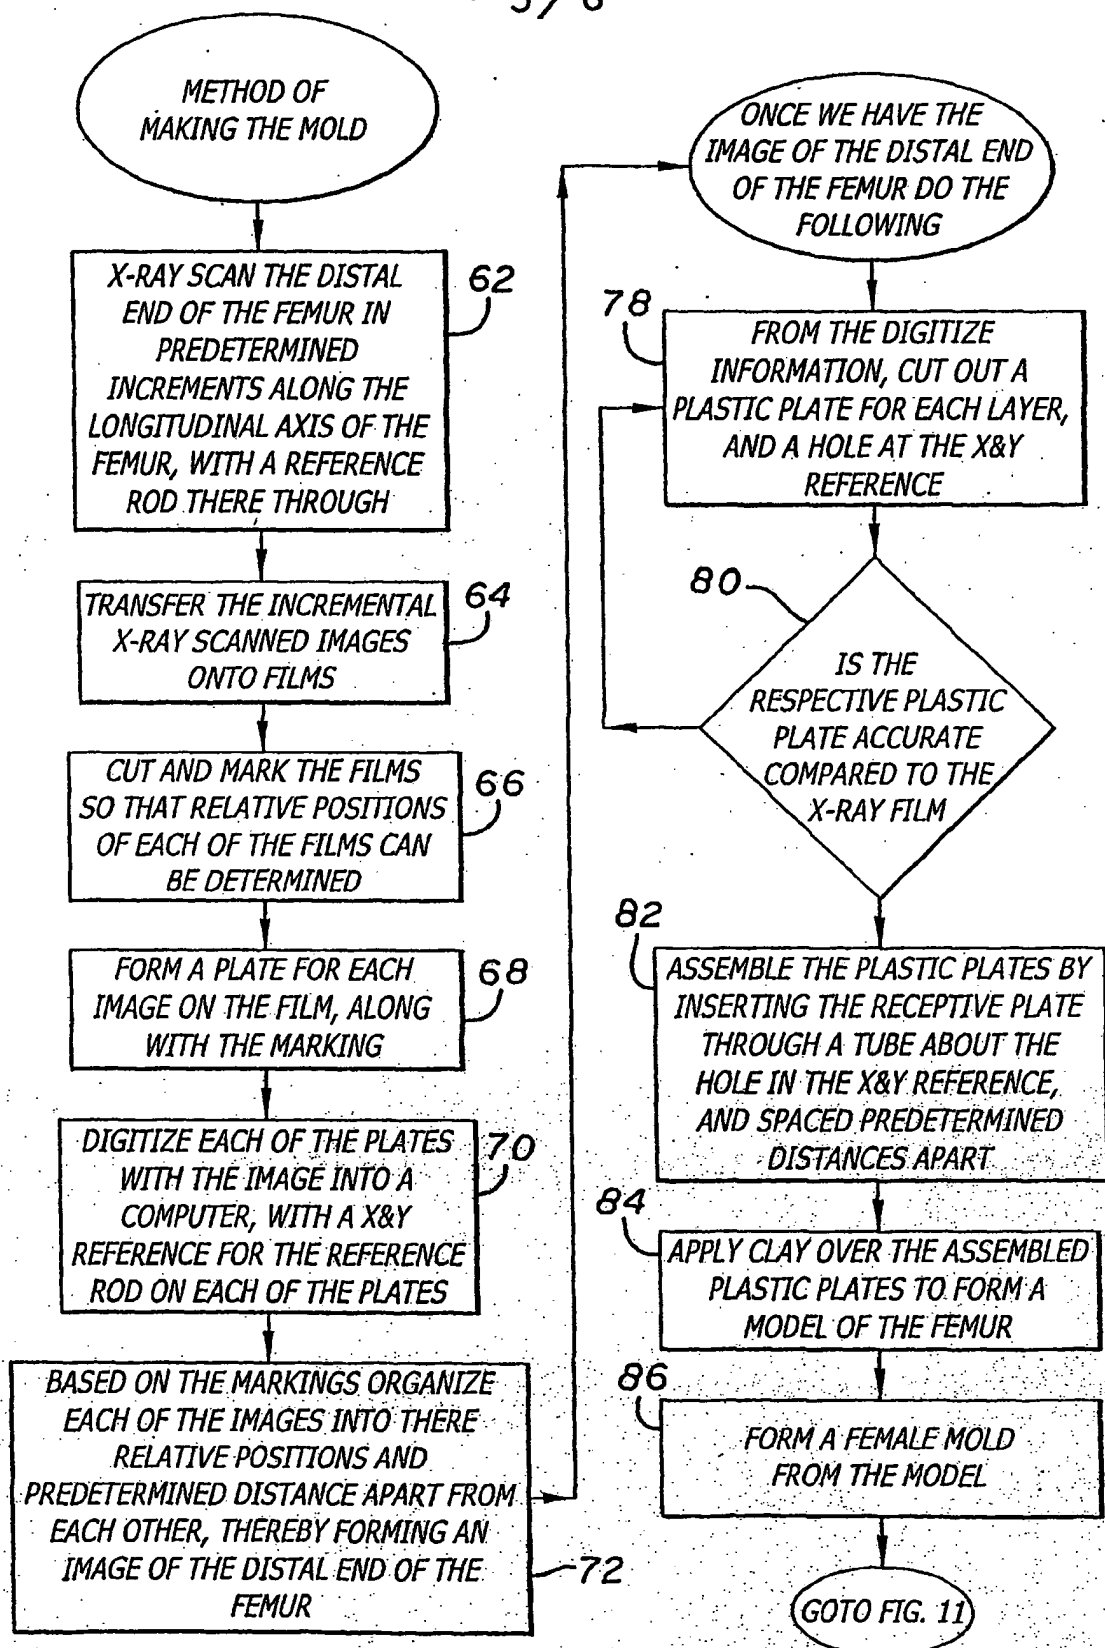 5/6
METHOD OF
MAKING THE MOLD
X-RAY SCAN THE DISTAL
END OF THE FEMUR IN
PREDETERMINED
INCREMENTS ALONG THE
LONGITUDINAL AXIS OF THE
FEMUR, WITH A REFERENCE
ROD THERE THROUGH
62
TRANSFER THE INCREMENTAL
X-RAY SCANNED IMAGES
ONTO FILMS
64
CUT AND MARK THE FILMS
SO THAT RELATIVE POSITIONS
OF EACH OF THE FILMS CAN
BE DETERMINED
66
FORM A PLATE FOR EACH
IMAGE ON THE FILM, ALONG
WITH THE MARKING
68
DIGITIZE EACH OF THE PLATES
WITH THE IMAGE INTO A
COMPUTER, WITH A X&Y
REFERENCE FOR THE REFERENCE
ROD ON EACH OF THE PLATES
70
BASED ON THE MARKINGS ORGANIZE
EACH OF THE IMAGES INTO THERE
RELATIVE POSITIONS AND
PREDETERMINED DISTANCE APART FROM
EACH OTHER, THEREBY FORMING AN
IMAGE OF THE DISTAL END OF THE
FEMUR
72
ONCE WE HAVE THE
IMAGE OF THE DISTAL END
OF THE FEMUR DO THE
FOLLOWING
78
FROM THE DIGITIZE
INFORMATION, CUT OUT A
PLASTIC PLATE FOR EACH LAYER,
AND A HOLE AT THE X&Y
REFERENCE
80
IS THE
RESPECTIVE PLASTIC
PLATE ACCURATE
COMPARED TO THE
X-RAY FILM
82
ASSEMBLE THE PLASTIC PLATES BY
INSERTING THE RECEPTIVE PLATE
THROUGH A TUBE ABOUT THE
HOLE IN THE X&Y REFERENCE,
AND SPACED PREDETERMINED
DISTANCES APART
84
APPLY CLAY OVER THE ASSEMBLED
PLASTIC PLATES TO FORM A
MODEL OF THE FEMUR
86
FORM A FEMALE MOLD
FROM THE MODEL
GOTO FIG. 11